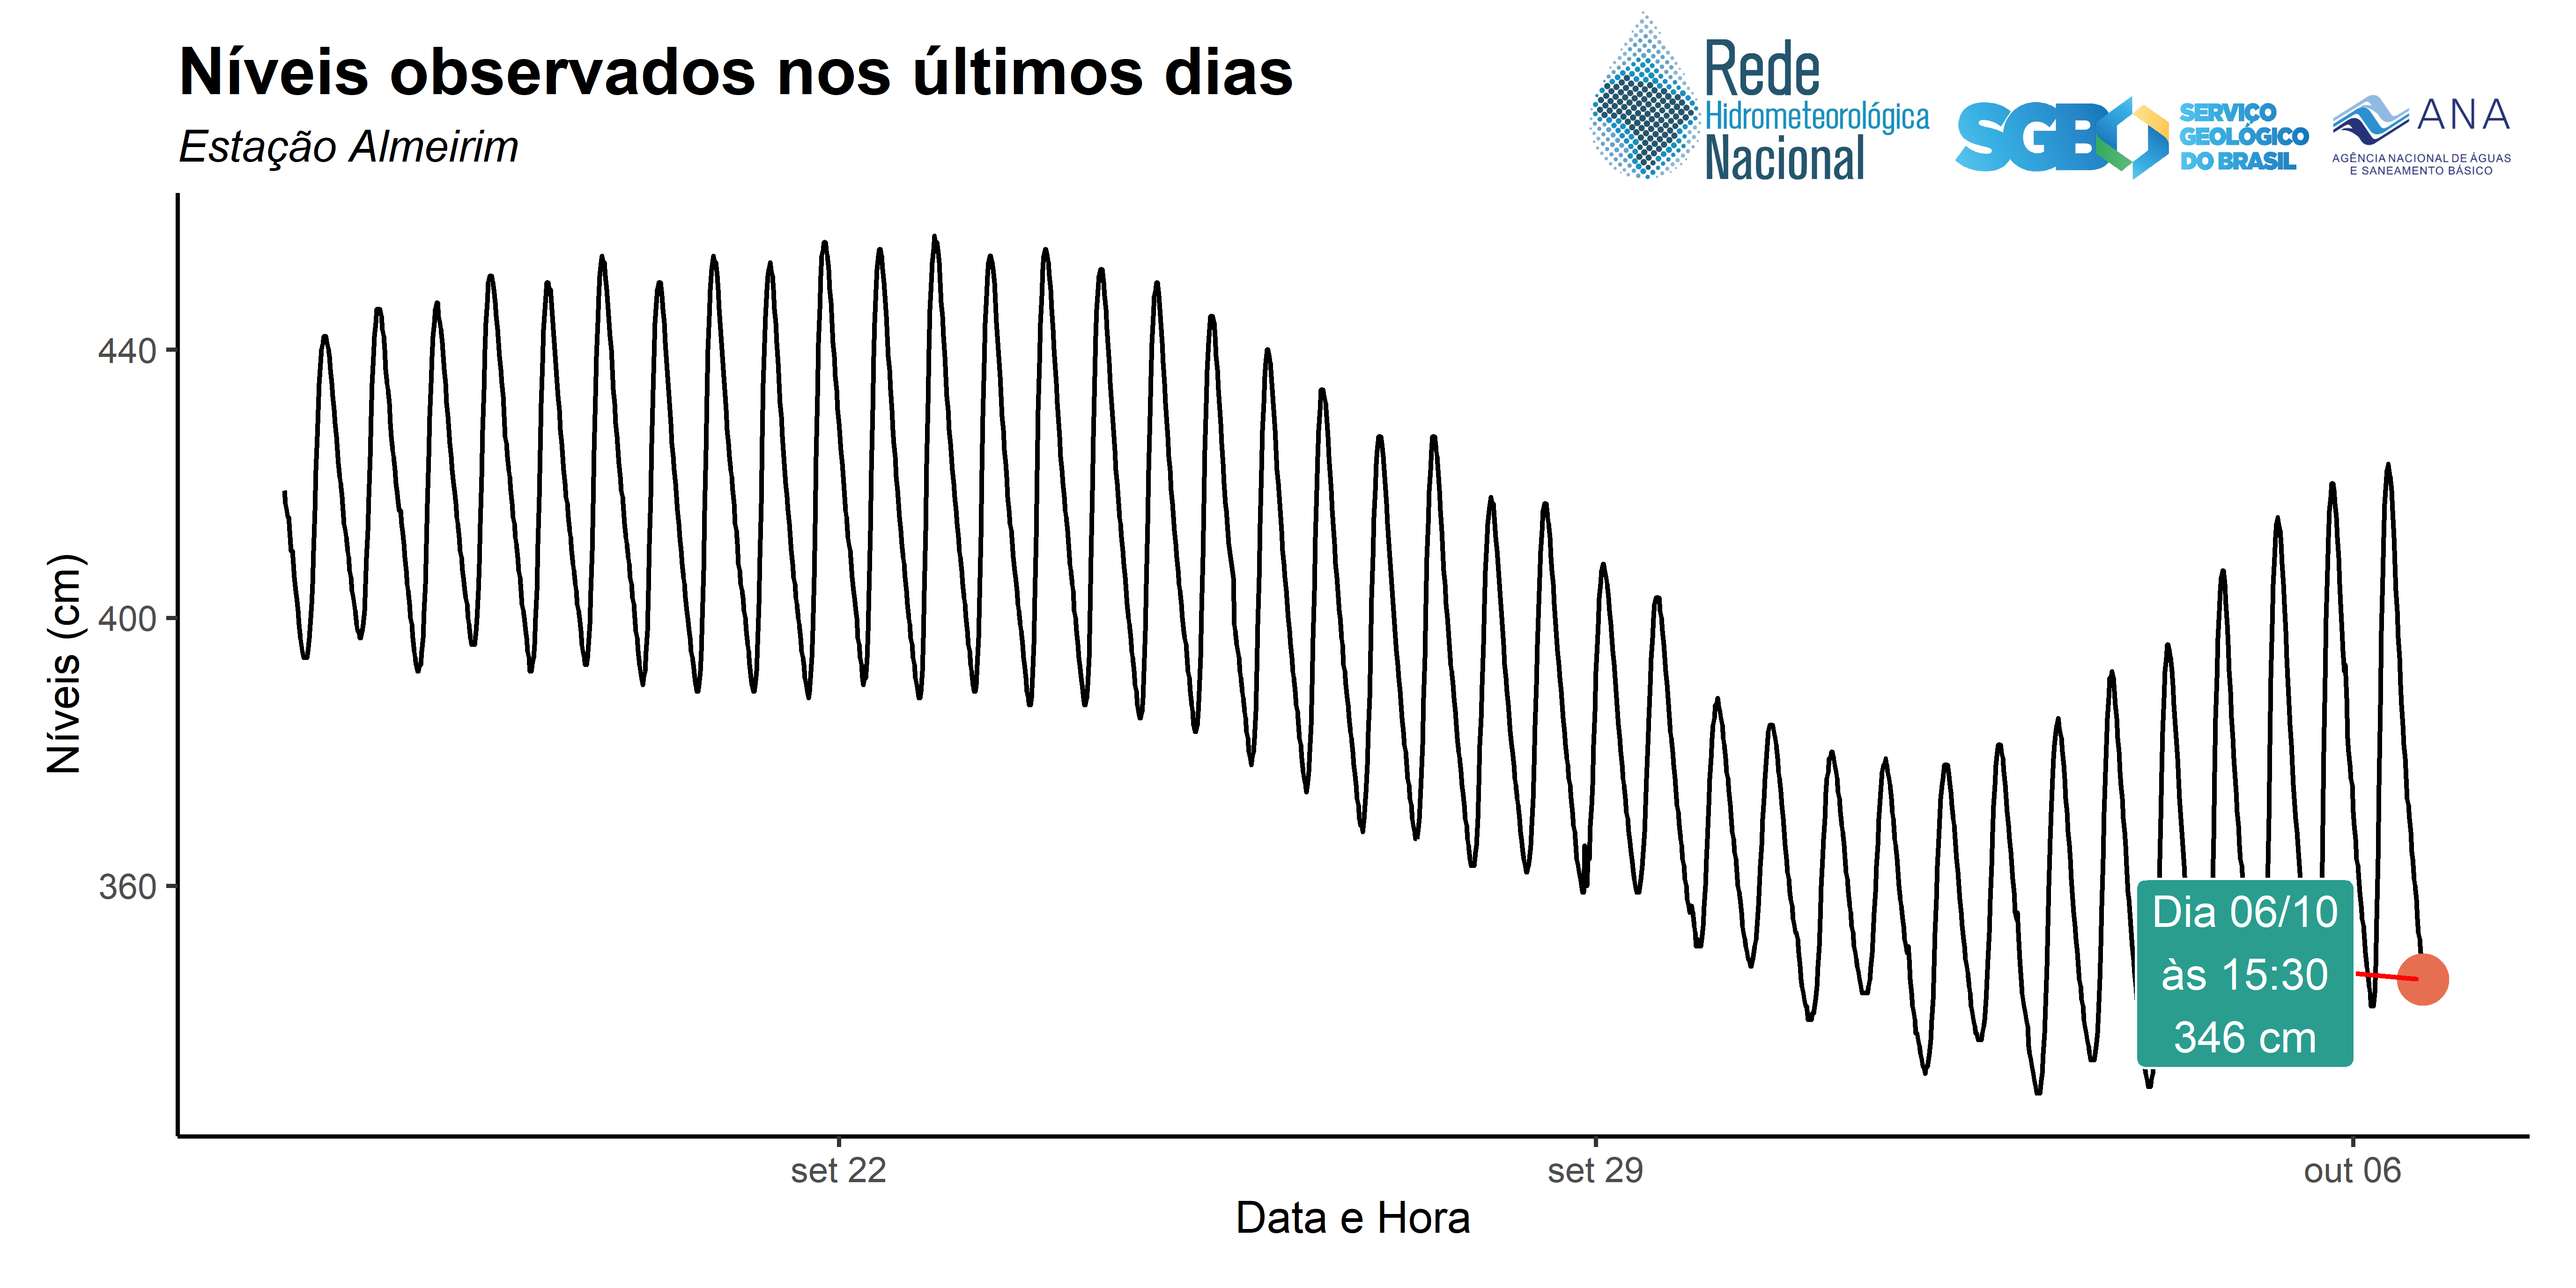 Níveis observados nos últimos dias
Estação Almeirim
Rede
Hidrometeorológica
Nacional
SGB
SERVIÇO
GEOLÓGICO
DO BRASIL
ANA
AGÊNCIA NACIONAL DE ÁGUAS
E SANEAMENTO BÁSICO
Níveis (cm)
440
400
360
Dia 06/10
às 15:30
346 cm
set 22
set 29
out 06
Data e Hora